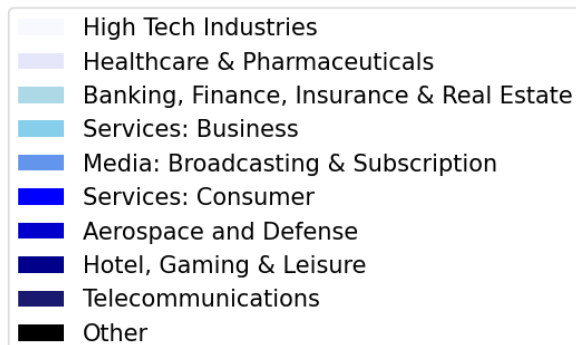 High Tech Industries
Healthcare & Pharmaceuticals
Banking, Finance, Insurance & Real Estate
Services: Business
Media: Broadcasting & Subscription
Services: Consumer
Aerospace and Defense
Hotel, Gaming & Leisure
Telecommunications
Other